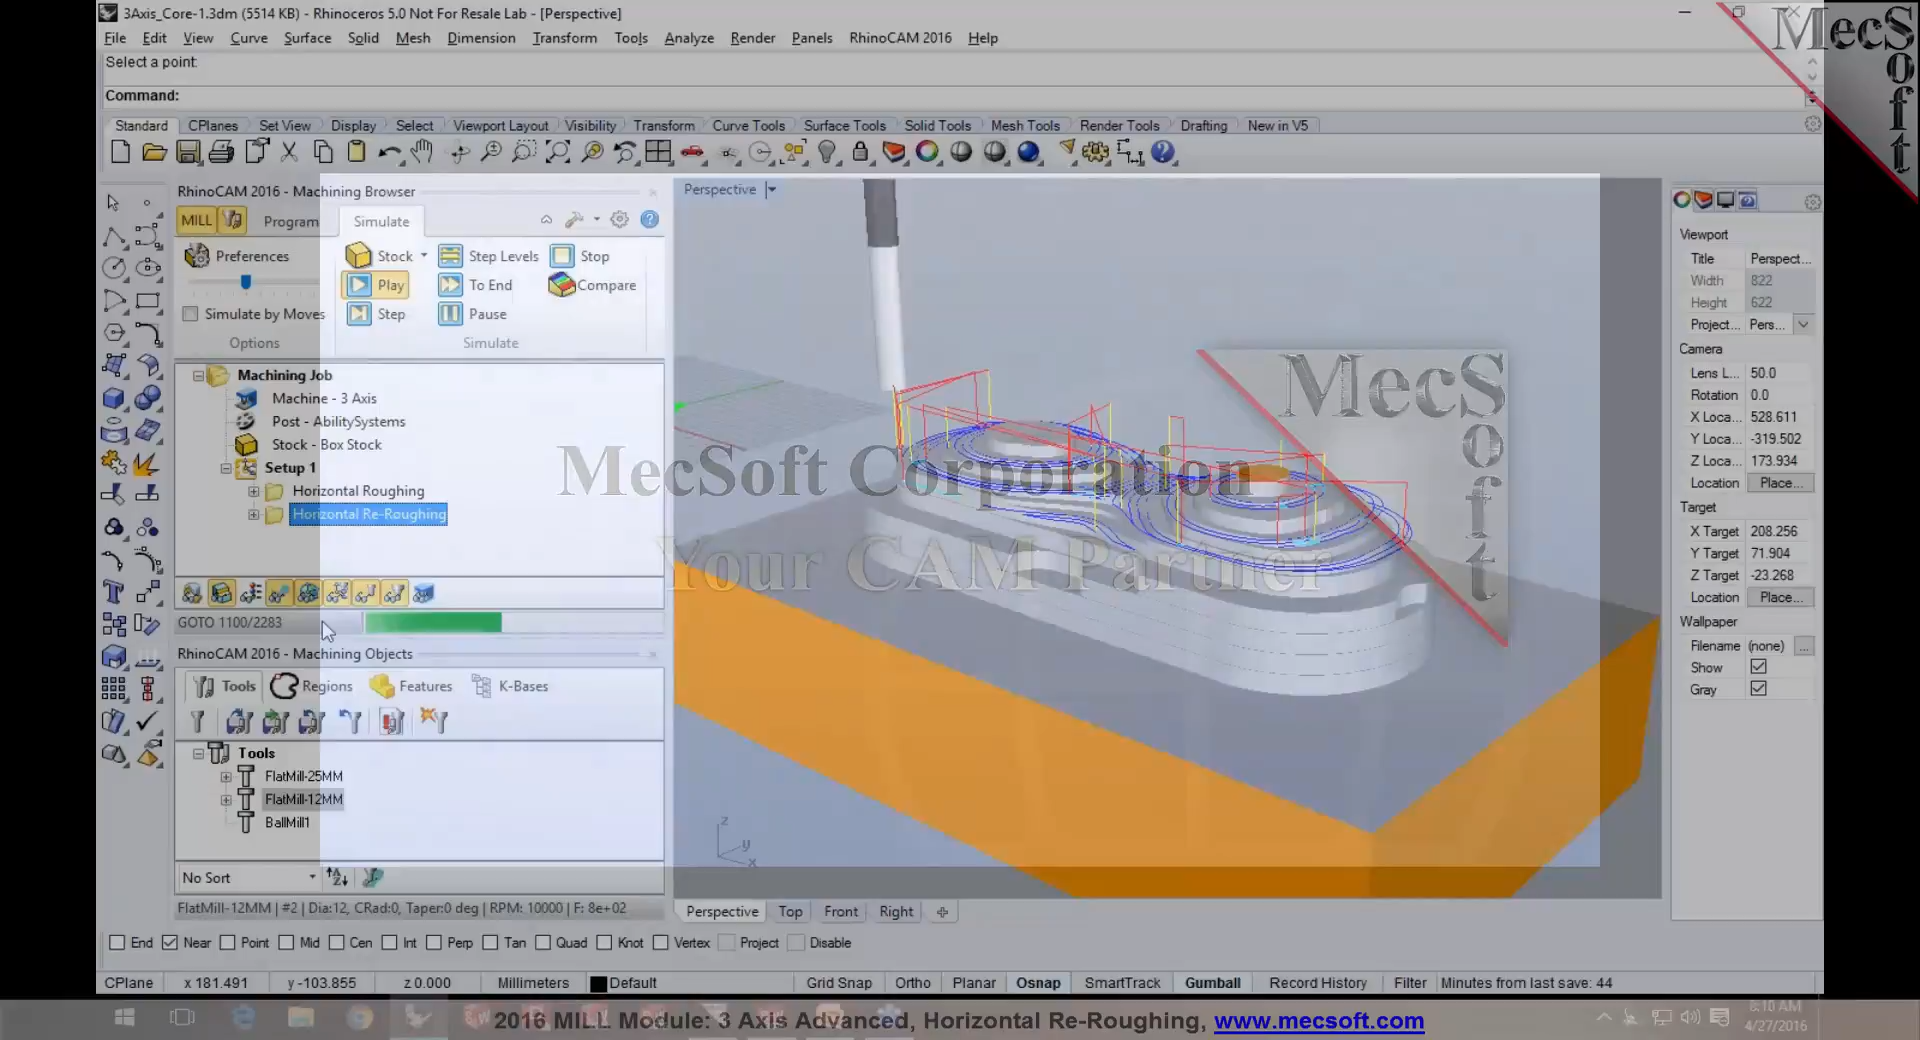 3Axis_Core-1.3dm (5514 KB) - Rhinoceros 5.0 Not For Resale Lab - [Perspective]
File Edit View Curve Surface Solid Mesh Dimension Transform Tools Analyze Render Panels RhinoCAM 2016 Help
Select a point:
Command:
Standard CPlanes Set View Display Select Viewport Layout Visibility Transform Curve Tools Surface Tools Solid Tools Mesh Tools Render Tools Drafting New in V5
MecSoft
RhinoCAM 2016 - Machining Browser
MILL Program Simulate
Preferences Stock Step Levels Stop
Play To End Compare
Simulate by Moves Step Pause
Options Simulate
Machining Job
Machine - 3 Axis
Post - AbilitySystems
Stock - Box Stock
Setup 1
Horizontal Roughing
Horizontal Re-Roughing
GOTO 1100/2283
RhinoCAM 2016 - Machining Objects
Tools Regions Features K-Bases
Tools
FlatMill-25MM
FlatMill-12MM
BallMill1
No Sort
FlatMill-12MM | #2 | Dia:12, CRad:0, Taper:0 deg | RPM: 10000 | F: 8e+02
Perspective
MecSoft
MecSoft Corporation
Your CAM Partner
z
y
x
Perspective Top Front Right
Viewport
Title Perspect...
Width 822
Height 622
Project... Pers...
Camera
Lens L... 50.0
Rotation 0.0
X Loca... 528.611
Y Loca... -319.502
Z Loca... 173.934
Location Place...
Target
X Target 208.256
Y Target 71.904
Z Target -23.268
Location Place...
Wallpaper
Filename (none) ...
Show
Gray
End Near Point Mid Cen Int Perp Tan Quad Knot Vertex Project Disable
CPlane x 181.491 y -103.855 z 0.000 Millimeters Default Grid Snap Ortho Planar Osnap SmartTrack Gumball Record History Filter Minutes from last save: 44
2016 MILL Module: 3 Axis Advanced, Horizontal Re-Roughing, www.mecsoft.com
8:10 AM
4/27/2016